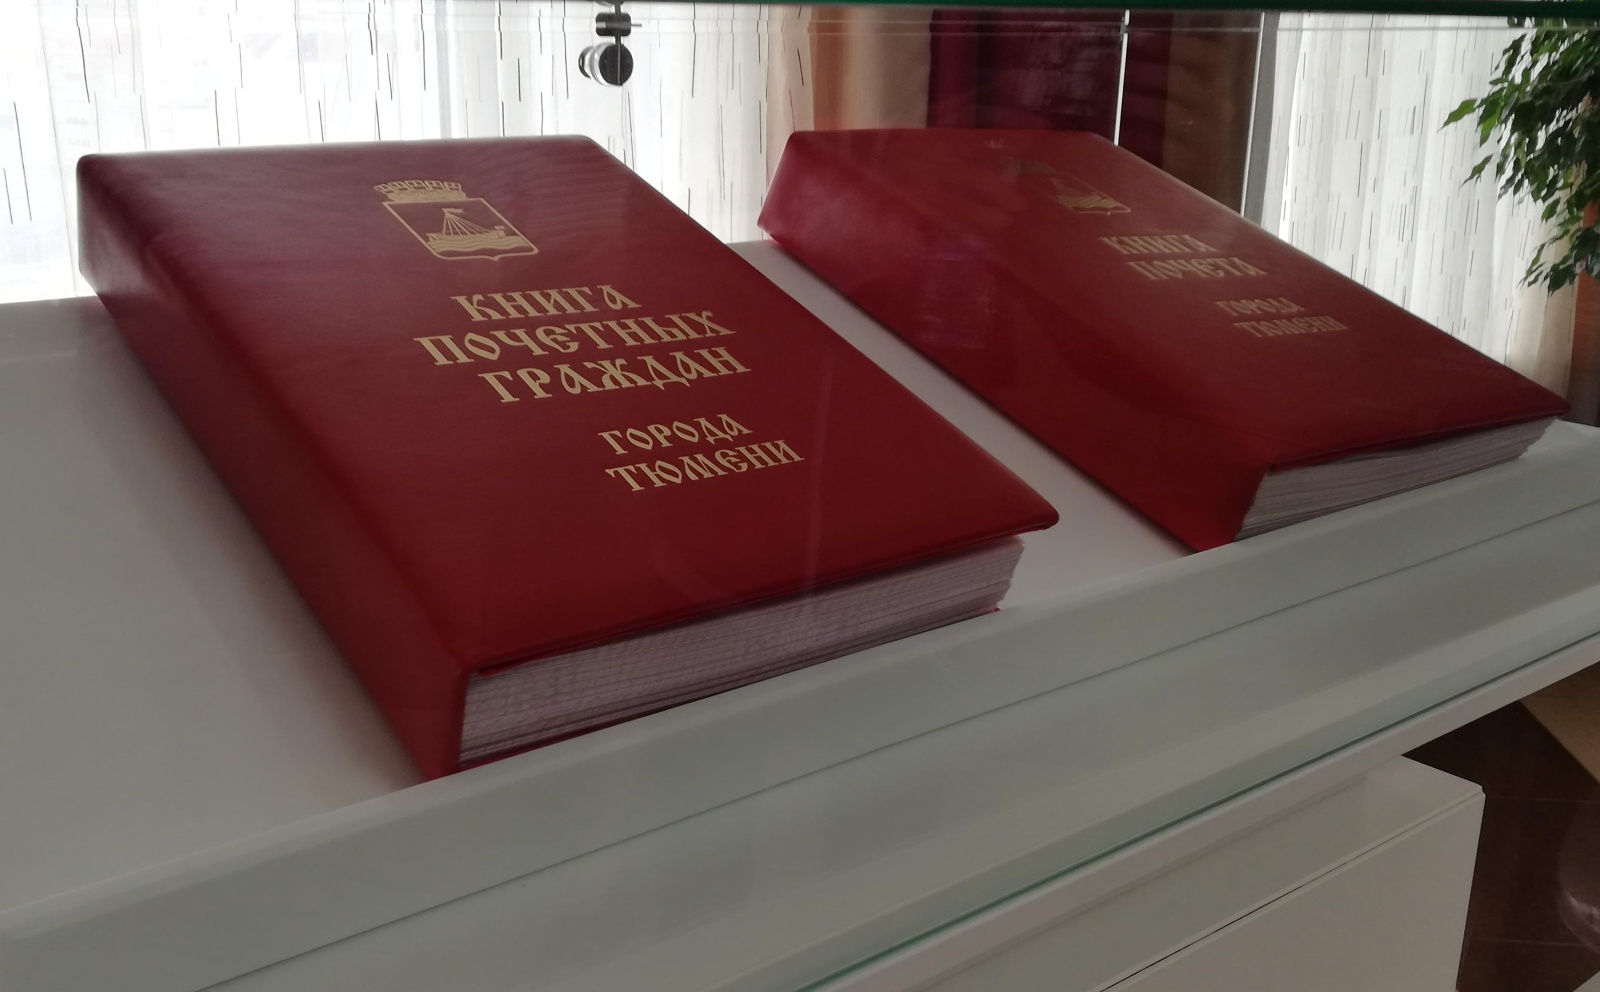 КНИГА
ПОЧЕТНЫХ
ГРАЖДАН
ГОРОДА
ТЮМЕНИ
КНИГА
ПОЧЕТА
ГОРОДА
ТЮМЕНИ